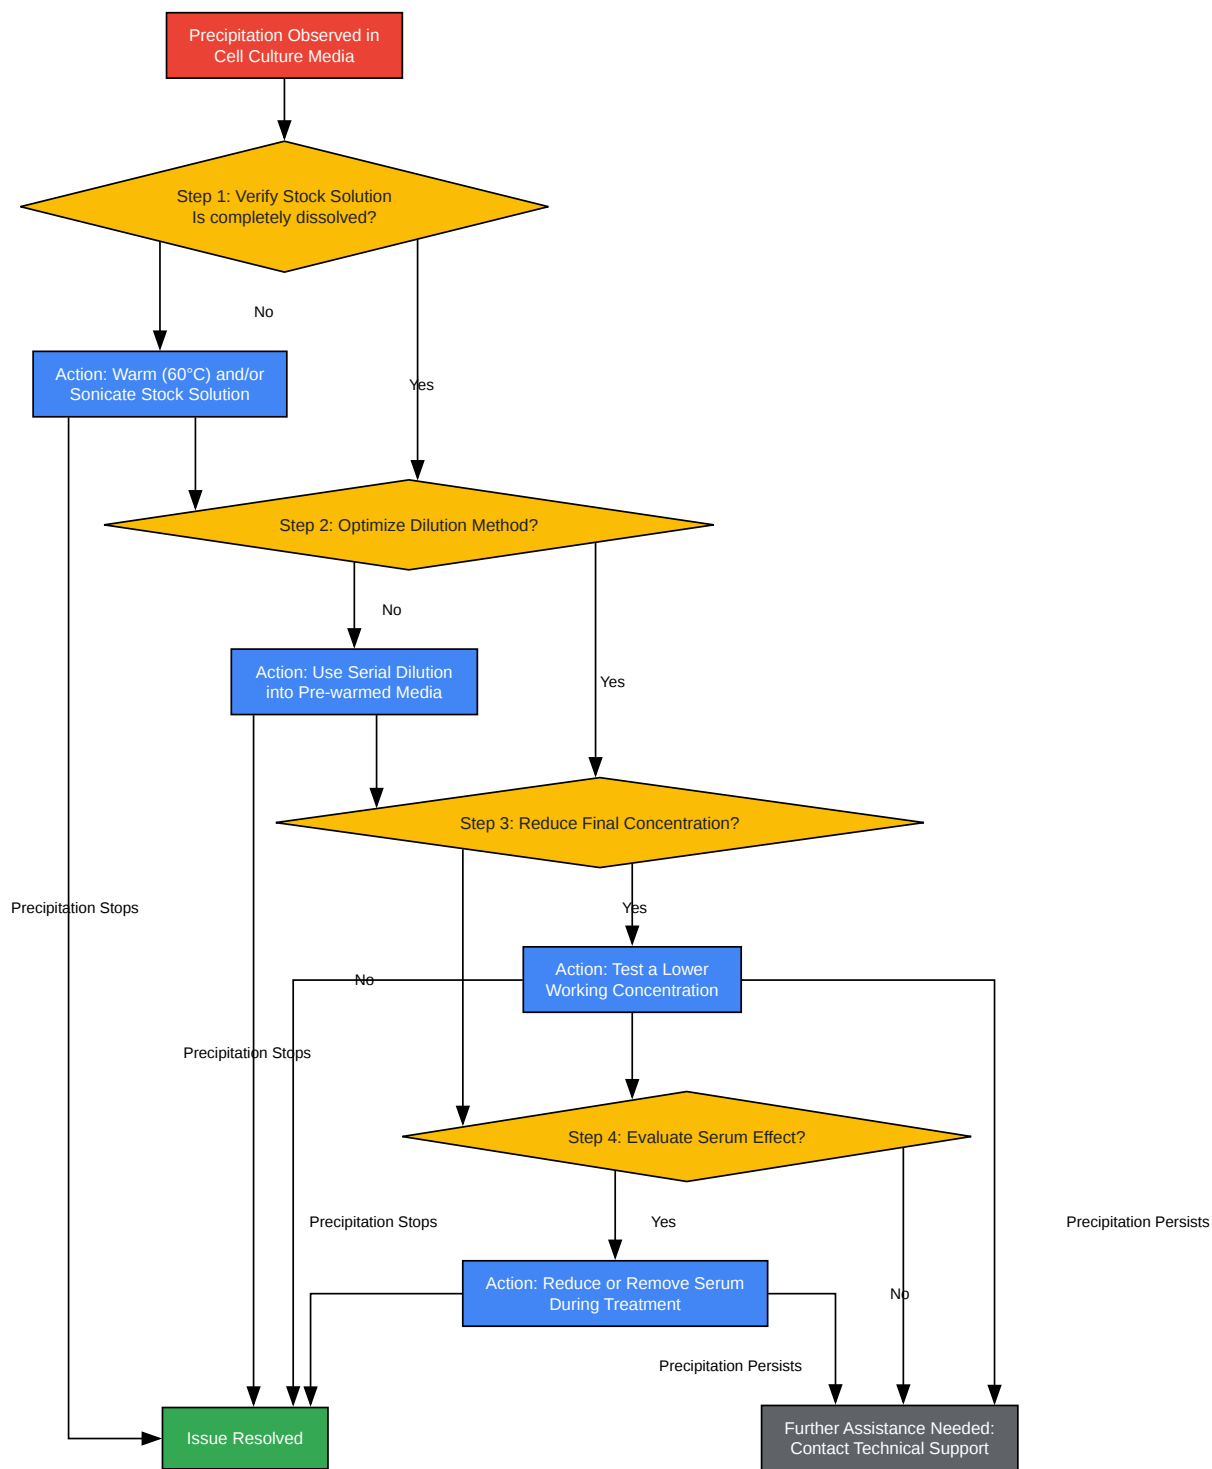 Precipitation Observed in
Cell Culture Media
Step 1: Verify Stock Solution
Is completely dissolved?
No
Action: Warm (60°C) and/or
Sonicate Stock Solution
Yes
Step 2: Optimize Dilution Method?
No
Action: Use Serial Dilution
into Pre-warmed Media
Yes
Step 3: Reduce Final Concentration?
Precipitation Stops
Yes
Action: Test a Lower
Working Concentration
No
Precipitation Stops
Step 4: Evaluate Serum Effect?
Precipitation Stops
Yes
Precipitation Persists
Action: Reduce or Remove Serum
During Treatment
No
Precipitation Persists
Issue Resolved
Further Assistance Needed:
Contact Technical Support